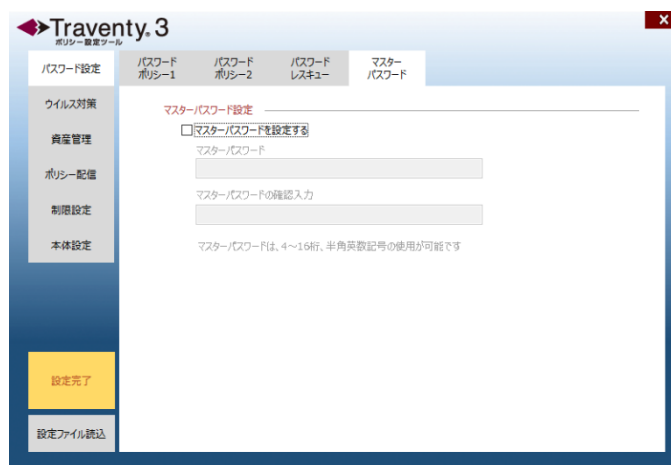 Traventy® 3
ポリシー設定ツール
パスワード設定
ウイルス対策
資産管理
ポリシー配信
制限設定
本体設定
設定完了
設定ファイル読込
パスワード
ポリシー1
パスワード
ポリシー2
パスワード
レスキュー
マスター
パスワード
マスターパスワード設定
マスターパスワードを設定する
マスターパスワード
マスターパスワードの確認入力
マスターパスワードは、4～16桁、半角英数記号の使用が可能です